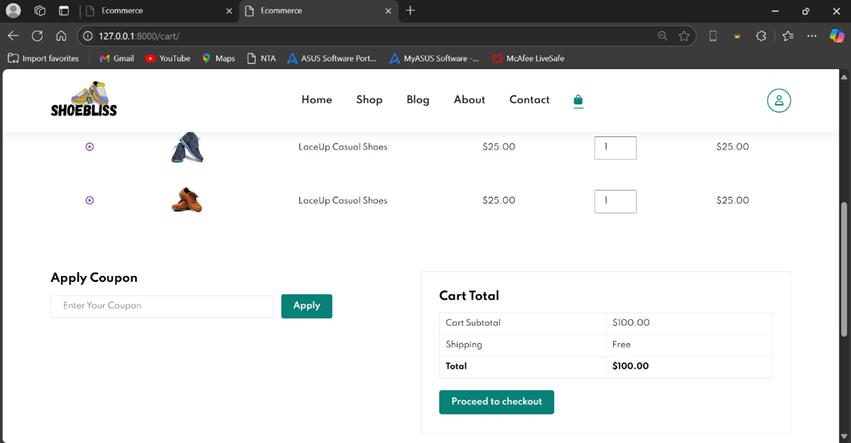 Ecommerce
Ecommerce
127.0.0.1:8000/cart/
Import favorites Gmail YouTube Maps NTA ASUS Software Port... MyASUS Software -... McAfee LiveSafe
SHOEBLISS
Home Shop Blog About Contact
LaceUp Casual Shoes $25.00 1 $25.00
LaceUp Casual Shoes $25.00 1 $25.00
Apply Coupon
Enter Your Coupon Apply
Cart Total
Cart Subtotal $100.00
Shipping Free
Total $100.00
Proceed to checkout